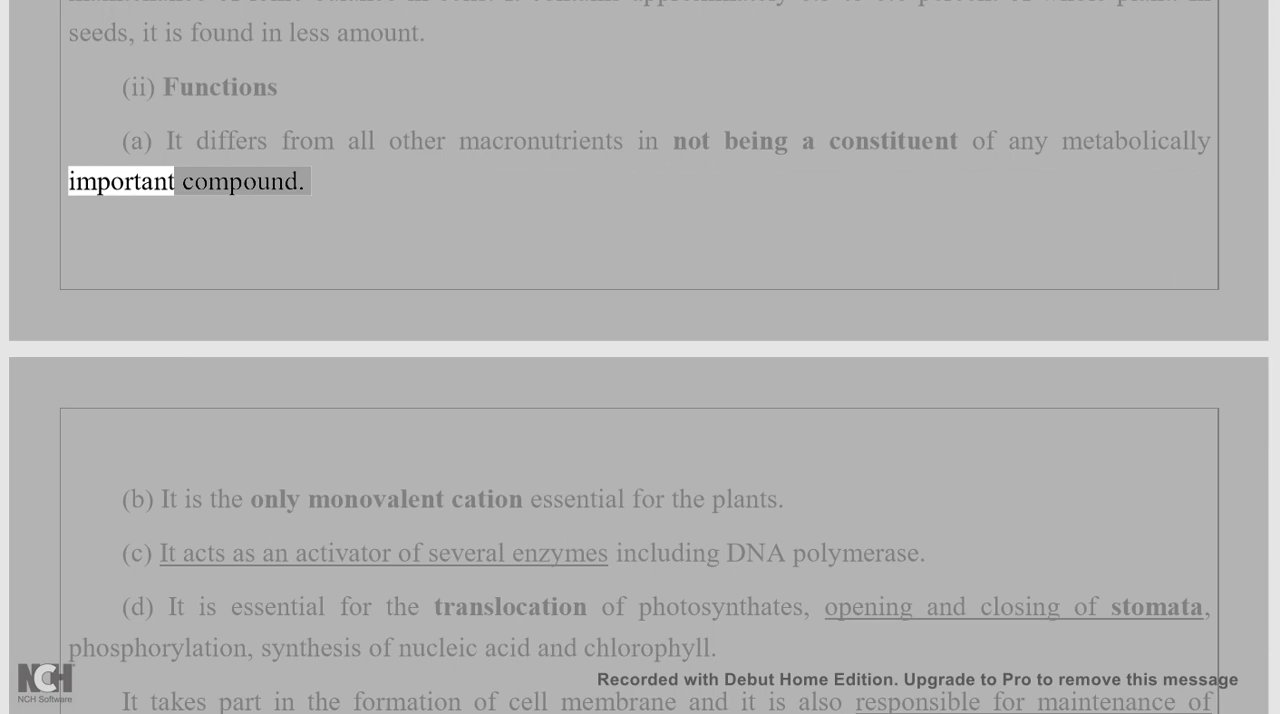 seeds, it is found in less amount.
(ii) Functions
(a) It differs from all other macronutrients in not being a constituent of any metabolically
important compound.
(b) It is the only monovalent cation essential for the plants.
(c) It acts as an activator of several enzymes including DNA polymerase.
(d) It is essential for the translocation of photosynthates, opening and closing of stomata,
phosphorylation, synthesis of nucleic acid and chlorophyll.
NCH
NCH Software
Recorded with Debut Home Edition. Upgrade to Pro to remove this message
It takes part in the formation of cell membrane and it is also responsible for maintenance of